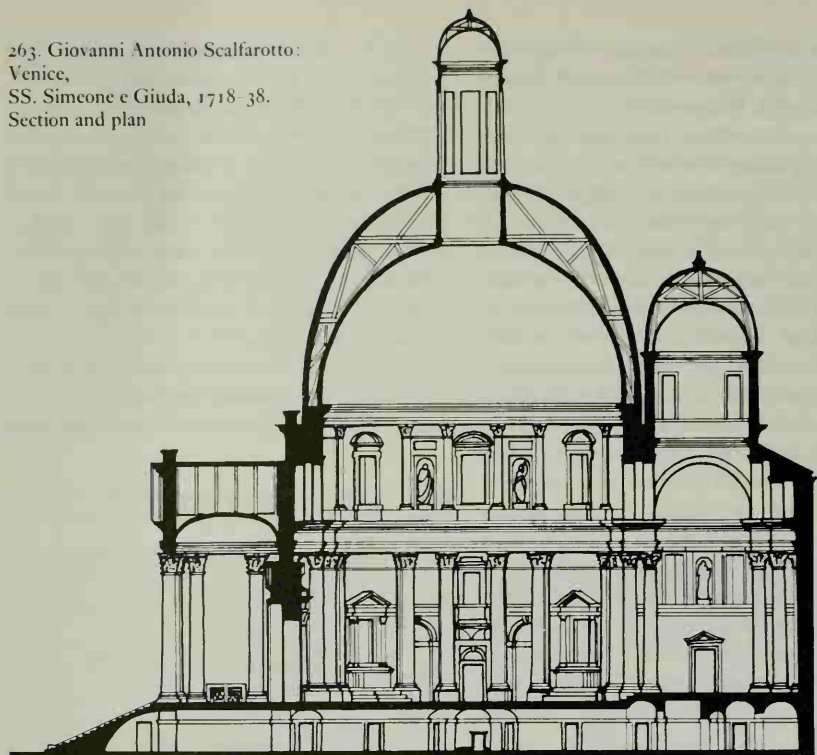 263. Giovanni Antonio Scalfarotto:
Venice,
SS. Simeone e Giuda, 1718–38.
Section and plan